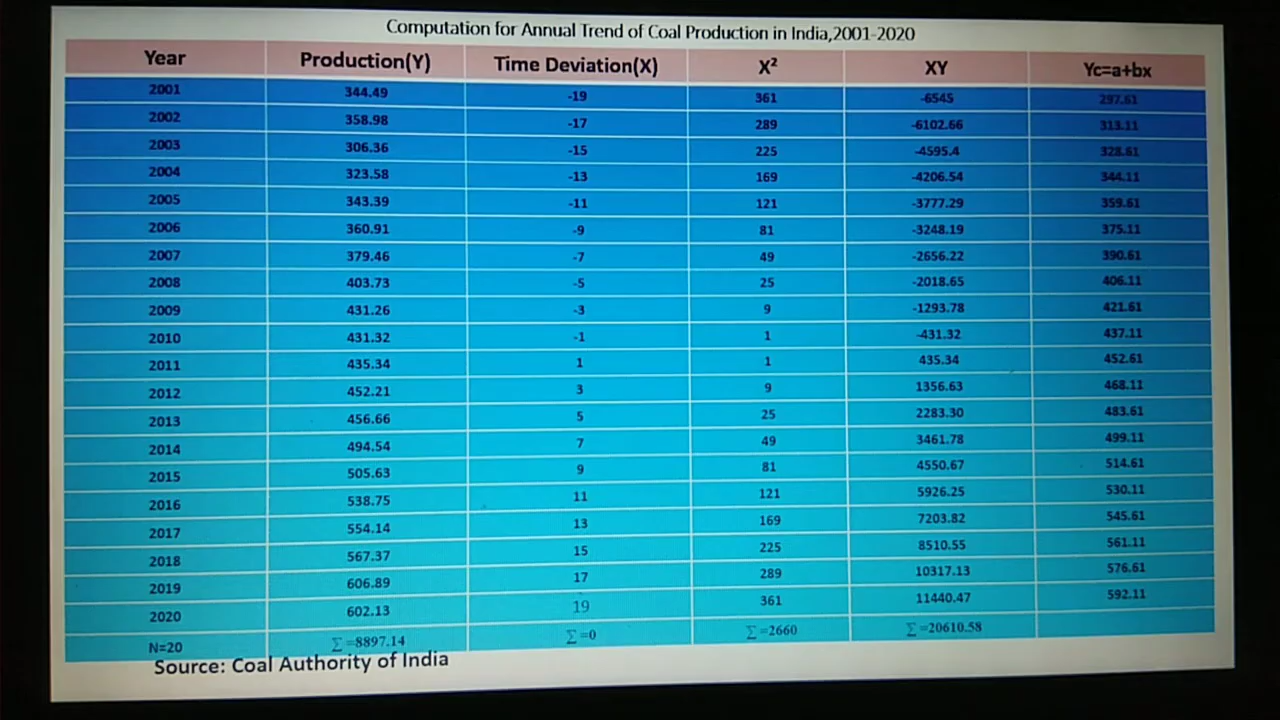 Computation for Annual Trend of Coal Production in India,2001-2020
Year Production(Y) Time Deviation(X) X² XY Yc=a+bx
2001 344.49 -19 361 -6545 297.61
2002 358.98 -17 289 -6102.66 313.11
2003 306.36 -15 225 -4595.4 328.61
2004 323.58 -13 169 -4206.54 344.11
2005 343.39 -11 121 -3777.29 359.61
2006 360.91 -9 81 -3248.19 375.11
2007 379.46 -7 49 -2656.22 390.61
2008 403.73 -5 25 -2018.65 406.11
2009 431.26 -3 9 -1293.78 421.61
2010 431.32 -1 1 -431.32 437.11
2011 435.34 1 1 435.34 452.61
2012 452.21 3 9 1356.63 468.11
2013 456.66 5 25 2283.30 483.61
2014 494.54 7 49 3461.78 499.11
2015 505.63 9 81 4550.67 514.61
2016 538.75 11 121 5926.25 530.11
2017 554.14 13 169 7203.82 545.61
2018 567.37 15 225 8510.55 561.11
2019 606.89 17 289 10317.13 576.61
2020 602.13 19 361 11440.47 592.11
N=20 ∑=8897.14 ∑=0 ∑=2660 ∑=20610.58
Source: Coal Authority of India